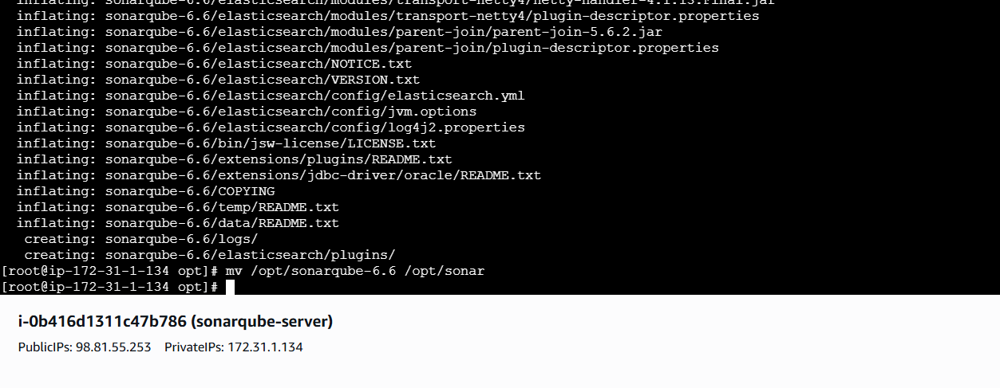 inflating: sonarqube-6.6/elasticsearch/modules/transport-netty4/netty-handler-4.1.13.Final.jar
inflating: sonarqube-6.6/elasticsearch/modules/transport-netty4/plugin-descriptor.properties
inflating: sonarqube-6.6/elasticsearch/modules/parent-join/parent-join-5.6.2.jar
inflating: sonarqube-6.6/elasticsearch/modules/parent-join/plugin-descriptor.properties
inflating: sonarqube-6.6/elasticsearch/NOTICE.txt
inflating: sonarqube-6.6/elasticsearch/VERSION.txt
inflating: sonarqube-6.6/elasticsearch/config/elasticsearch.yml
inflating: sonarqube-6.6/elasticsearch/config/jvm.options
inflating: sonarqube-6.6/elasticsearch/config/log4j2.properties
inflating: sonarqube-6.6/bin/jsw-license/LICENSE.txt
inflating: sonarqube-6.6/extensions/plugins/README.txt
inflating: sonarqube-6.6/extensions/jdbc-driver/oracle/README.txt
inflating: sonarqube-6.6/COPYING
inflating: sonarqube-6.6/temp/README.txt
inflating: sonarqube-6.6/data/README.txt
creating: sonarqube-6.6/logs/
creating: sonarqube-6.6/elasticsearch/plugins/
[root@ip-172-31-1-134 opt]# mv /opt/sonarqube-6.6 /opt/sonar
[root@ip-172-31-1-134 opt]#
i-0b416d1311c47b786 (sonarqube-server)
PublicIPs: 98.81.55.253 PrivateIPs: 172.31.1.134